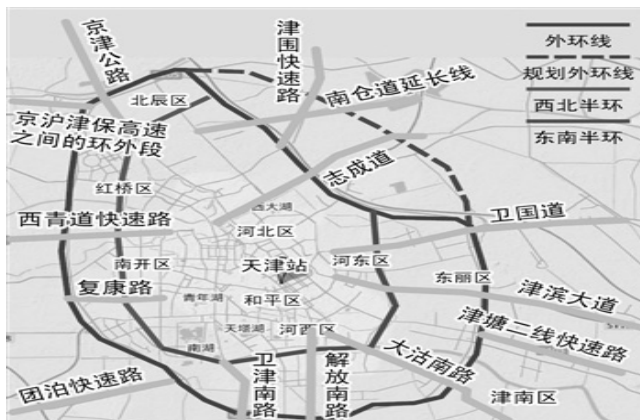 京津公路
津围快速路
外环线
规划外环线
西北半环
东南半环
北辰区
南仓道延长线
京沪津保高速
之间的环外段
志成道
红桥区
西大湖
西青道快速路
河北区
卫国道
南开区
天津站
河东区
东丽区
复康路
青年湖
和平区
津滨大道
天塔湖
河西区
津塘二线快速路
南湖
大沽南路
团泊快速路
卫津南路
解放南路
津南区